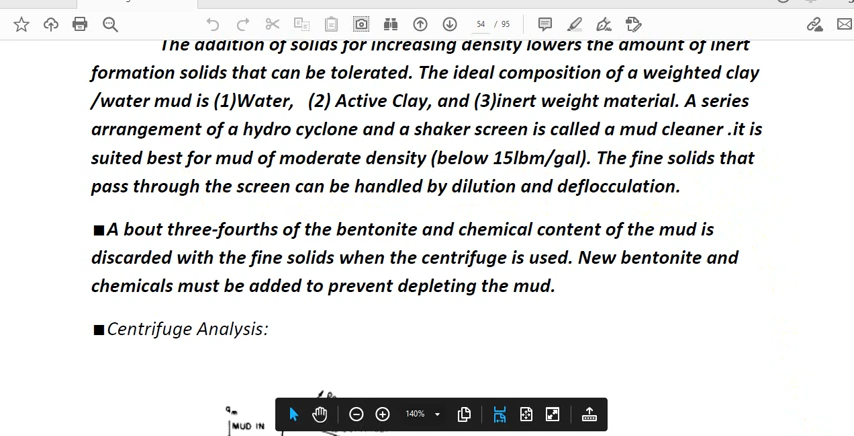 54 / 95
The addition of solids for increasing density lowers the amount of inert
formation solids that can be tolerated. The ideal composition of a weighted clay
/water mud is (1)Water, (2) Active Clay, and (3)inert weight material. A series
arrangement of a hydro cyclone and a shaker screen is called a mud cleaner .it is
suited best for mud of moderate density (below 15lbm/gal). The fine solids that
pass through the screen can be handled by dilution and deflocculation.
■A bout three-fourths of the bentonite and chemical content of the mud is
discarded with the fine solids when the centrifuge is used. New bentonite and
chemicals must be added to prevent depleting the mud.
■Centrifuge Analysis:
140%
MUD IN